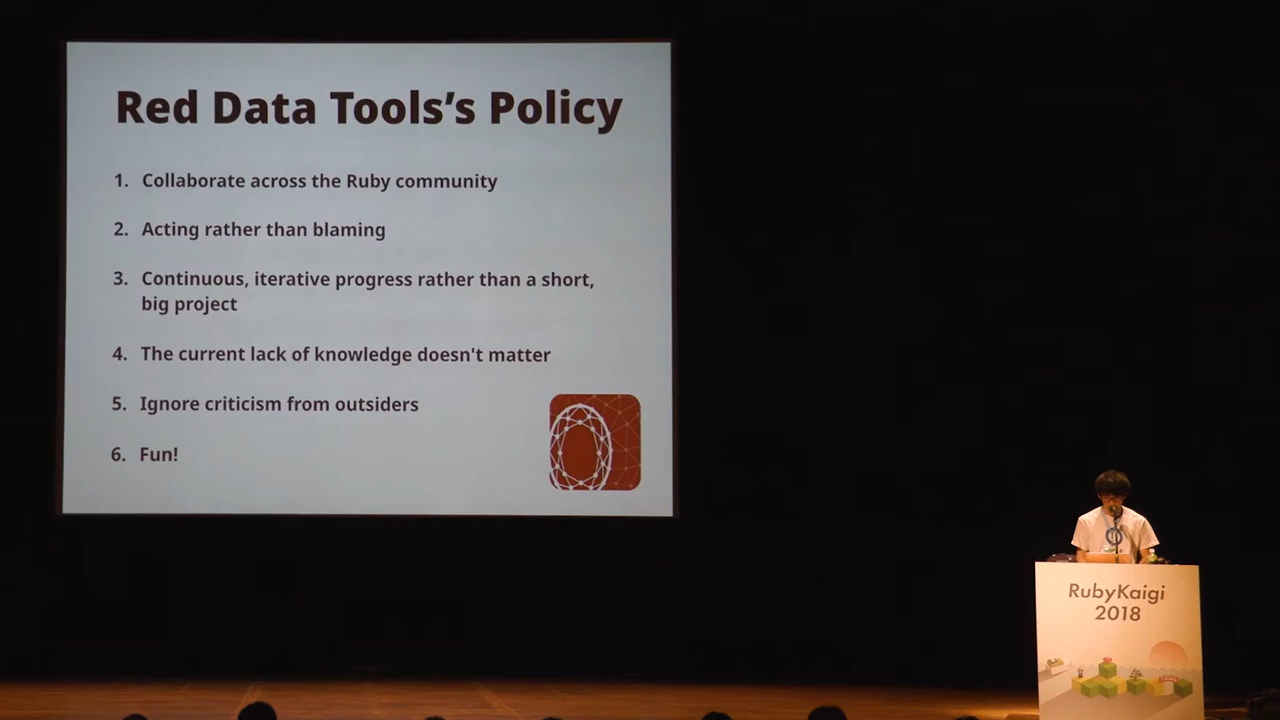 Red Data Tools’s Policy
1. Collaborate across the Ruby community
2. Acting rather than blaming
3. Continuous, iterative progress rather than a short,
big project
4. The current lack of knowledge doesn't matter
5. Ignore criticism from outsiders
6. Fun!
RubyKaigi
2018